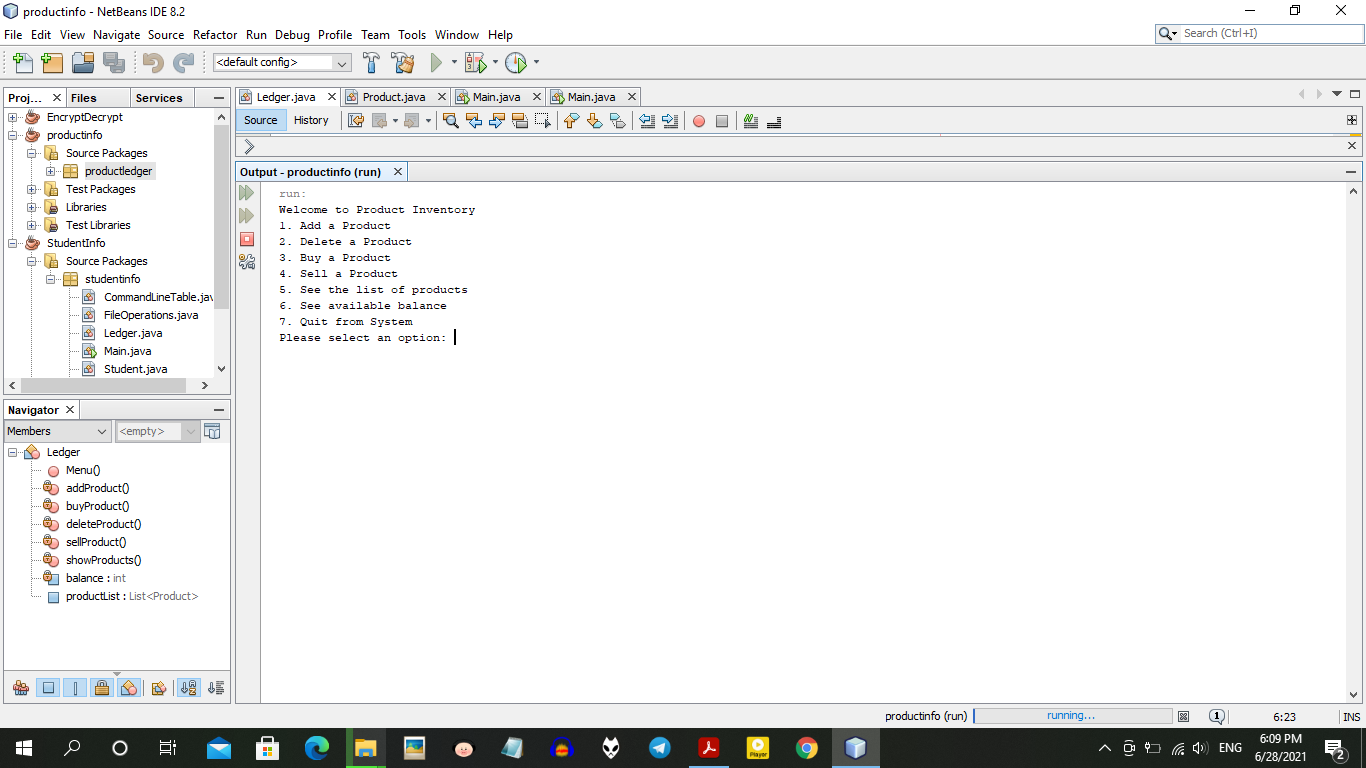 productinfo - NetBeans IDE 8.2
File Edit View Navigate Source Refactor Run Debug Profile Team Tools Window Help
Search (Ctrl+I)
<default config>
Proj... Files Services
EncryptDecrypt
productinfo
Source Packages
productledger
Test Packages
Libraries
Test Libraries
StudentInfo
Source Packages
studentinfo
CommandLineTable.jav
FileOperations.java
Ledger.java
Main.java
Student.java
Navigator
Members
<empty>
Ledger
Menu()
addProduct()
buyProduct()
deleteProduct()
sellProduct()
showProducts()
balance : int
productList : List<Product>
Ledger.java Product.java Main.java Main.java
Source History
Output - productinfo (run)
run:
Welcome to Product Inventory
1. Add a Product
2. Delete a Product
3. Buy a Product
4. Sell a Product
5. See the list of products
6. See available balance
7. Quit from System
Please select an option:
productinfo (run) running... 1 6:23 INS
Player
ENG
6:09 PM
6/28/2021
2